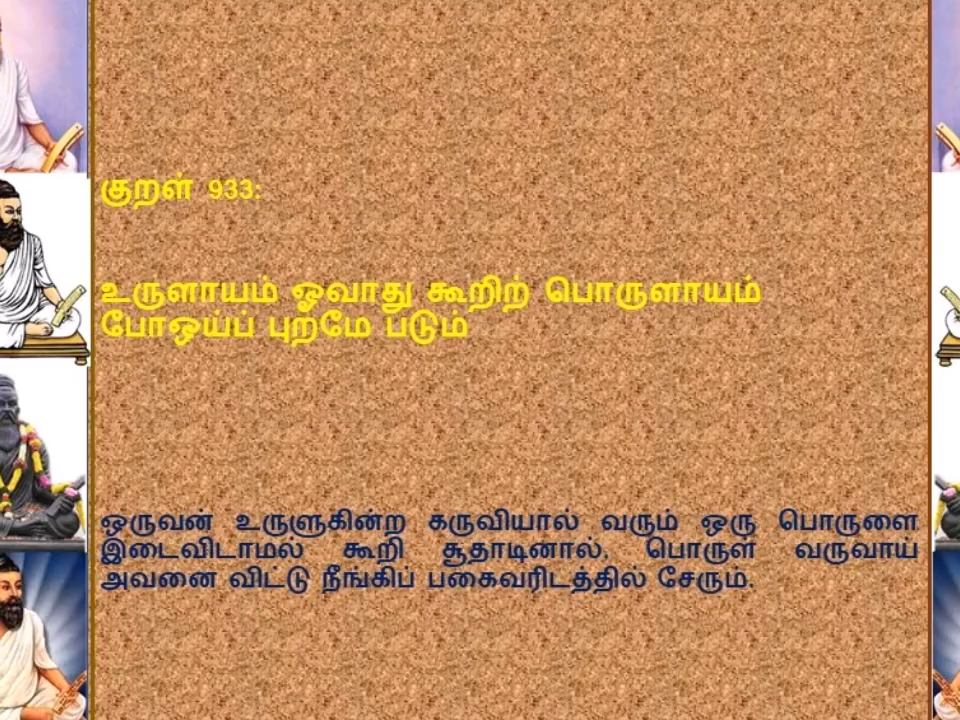 குறள் 933:
உருளாயம் ஓவாது கூறிற் பொருளாயம்
போஒய்ப் புறமே படும்
ஒருவன் உருளுகின்ற கருவியால் வரும் ஒரு பொருளை
இடைவிடாமல் கூறி சூதாடினால், பொருள் வருவாய்
அவனை விட்டு நீங்கிப் பகைவரிடத்தில் சேரும்.